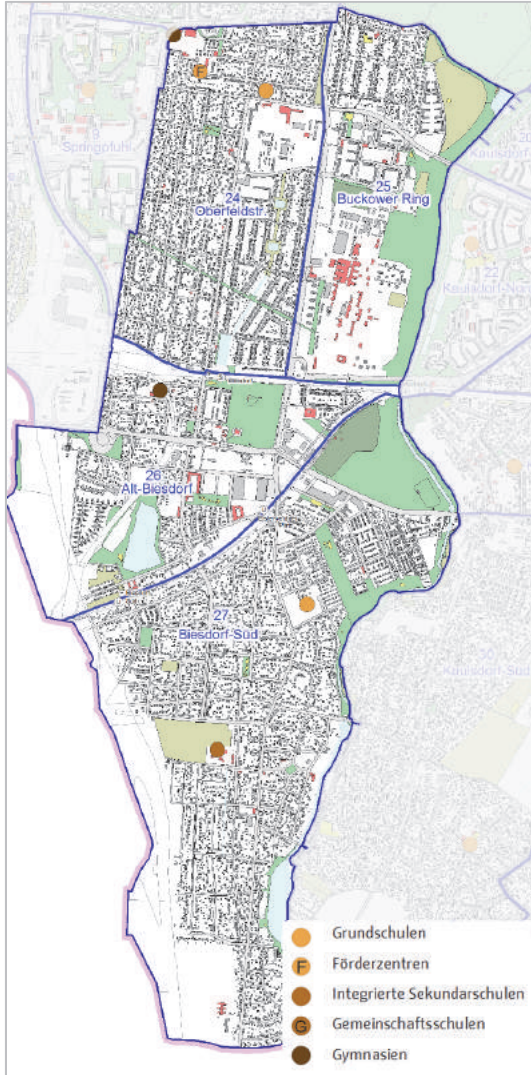 9
Springpfuhl
24
Oberfeldstr.
25
Buckower Ring
22
Kaulsdorf-Nord
26
Alt-Biesdorf
27
Biesdorf-Süd
Kaulsdorf-Süd
Grundschulen
F Förderzentren
Integrierte Sekundarschulen
G Gemeinschaftsschulen
Gymnasien